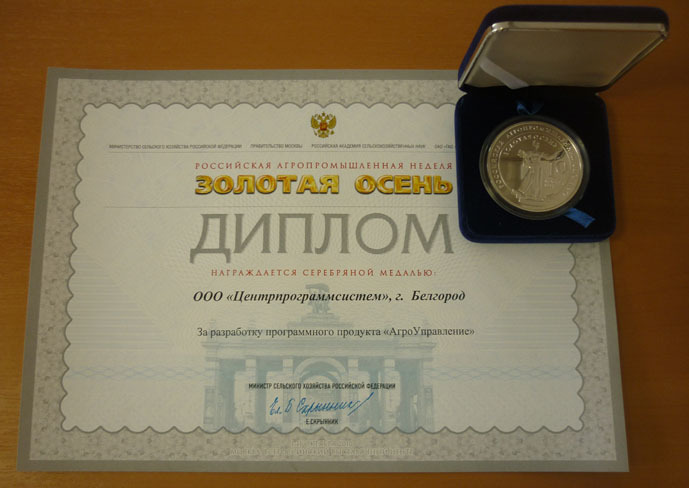 МИНИСТЕРСТВО СЕЛЬСКОГО ХОЗЯЙСТВА РОССИЙСКОЙ ФЕДЕРАЦИИ ПРАВИТЕЛЬСТВО МОСКВЫ РОССИЙСКАЯ АКАДЕМИЯ СЕЛЬСКОХОЗЯЙСТВЕННЫХ НАУК ОАО
РОССИЙСКАЯ АГРОПРОМЫШЛЕННАЯ НЕДЕЛЯ
ЗОЛОТАЯ ОСЕНЬ
ДИПЛОМ
НАГРАЖДАЕТСЯ СЕРЕБРЯНОЙ МЕДАЛЬЮ:
ООО «Центрпрограммсистем», г. Белгород
За разработку программного продукта «АгроУправление»
МИНИСТР СЕЛЬСКОГО ХОЗЯЙСТВА РОССИЙСКОЙ ФЕДЕРАЦИИ
Е.СКРЫННИК